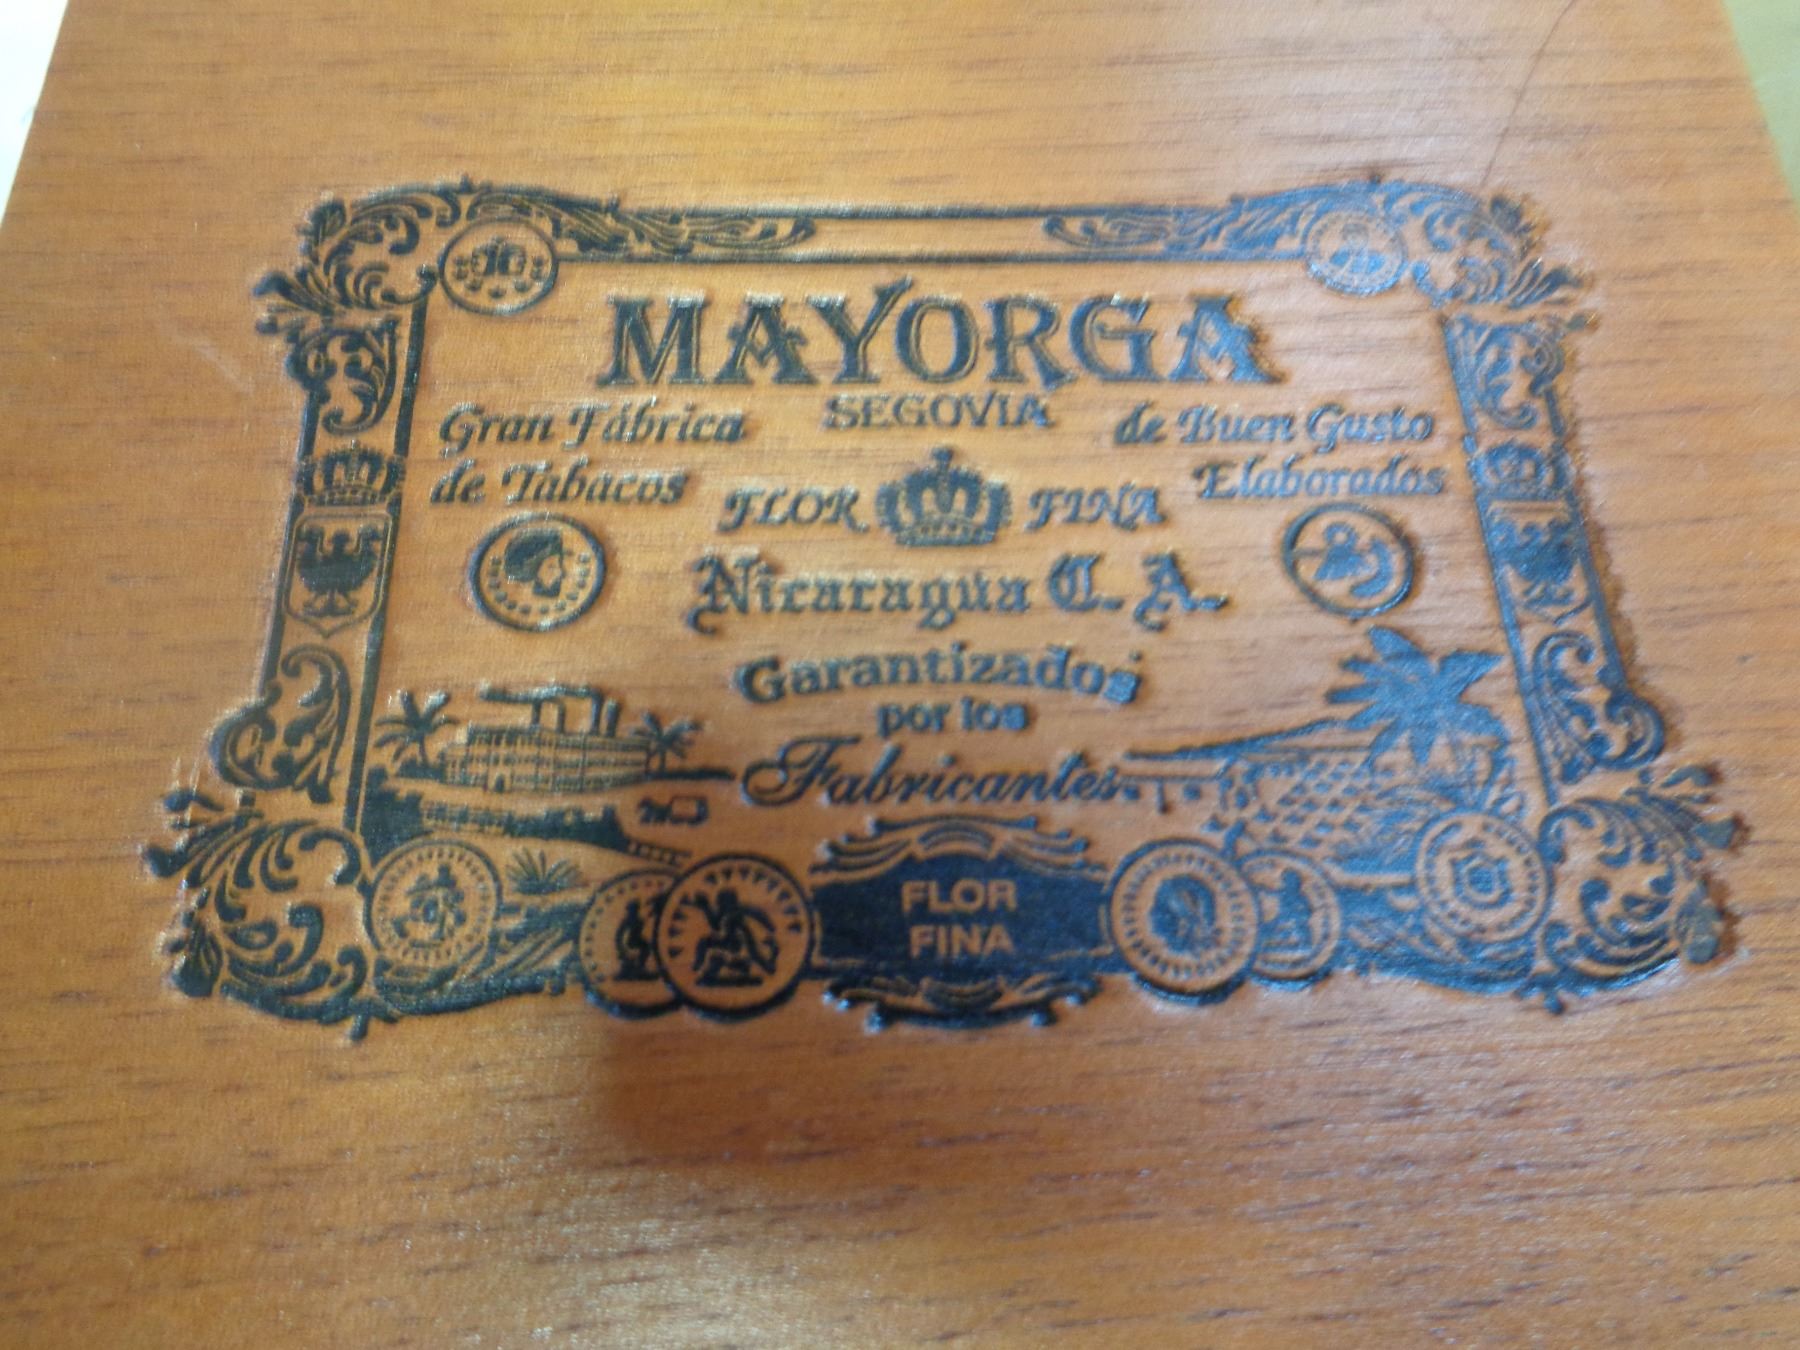 MAYORGA
SEGOVIA
Gran Fábrica
de Tabacos
de Buen Gusto
Elaborados
FLOR FINA
Nicaragua C. A.
Garantizados
por los
Fabricantes
FLOR
FINA